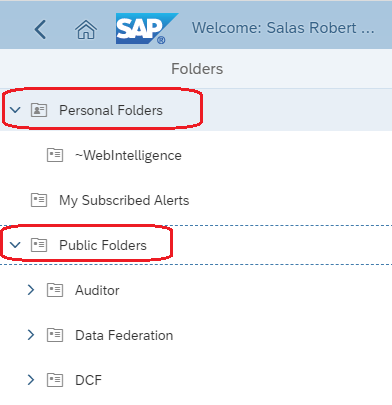 SAP Welcome: Salas Robert ...
Folders
Personal Folders
~WebIntelligence
My Subscribed Alerts
Public Folders
Auditor
Data Federation
DCF